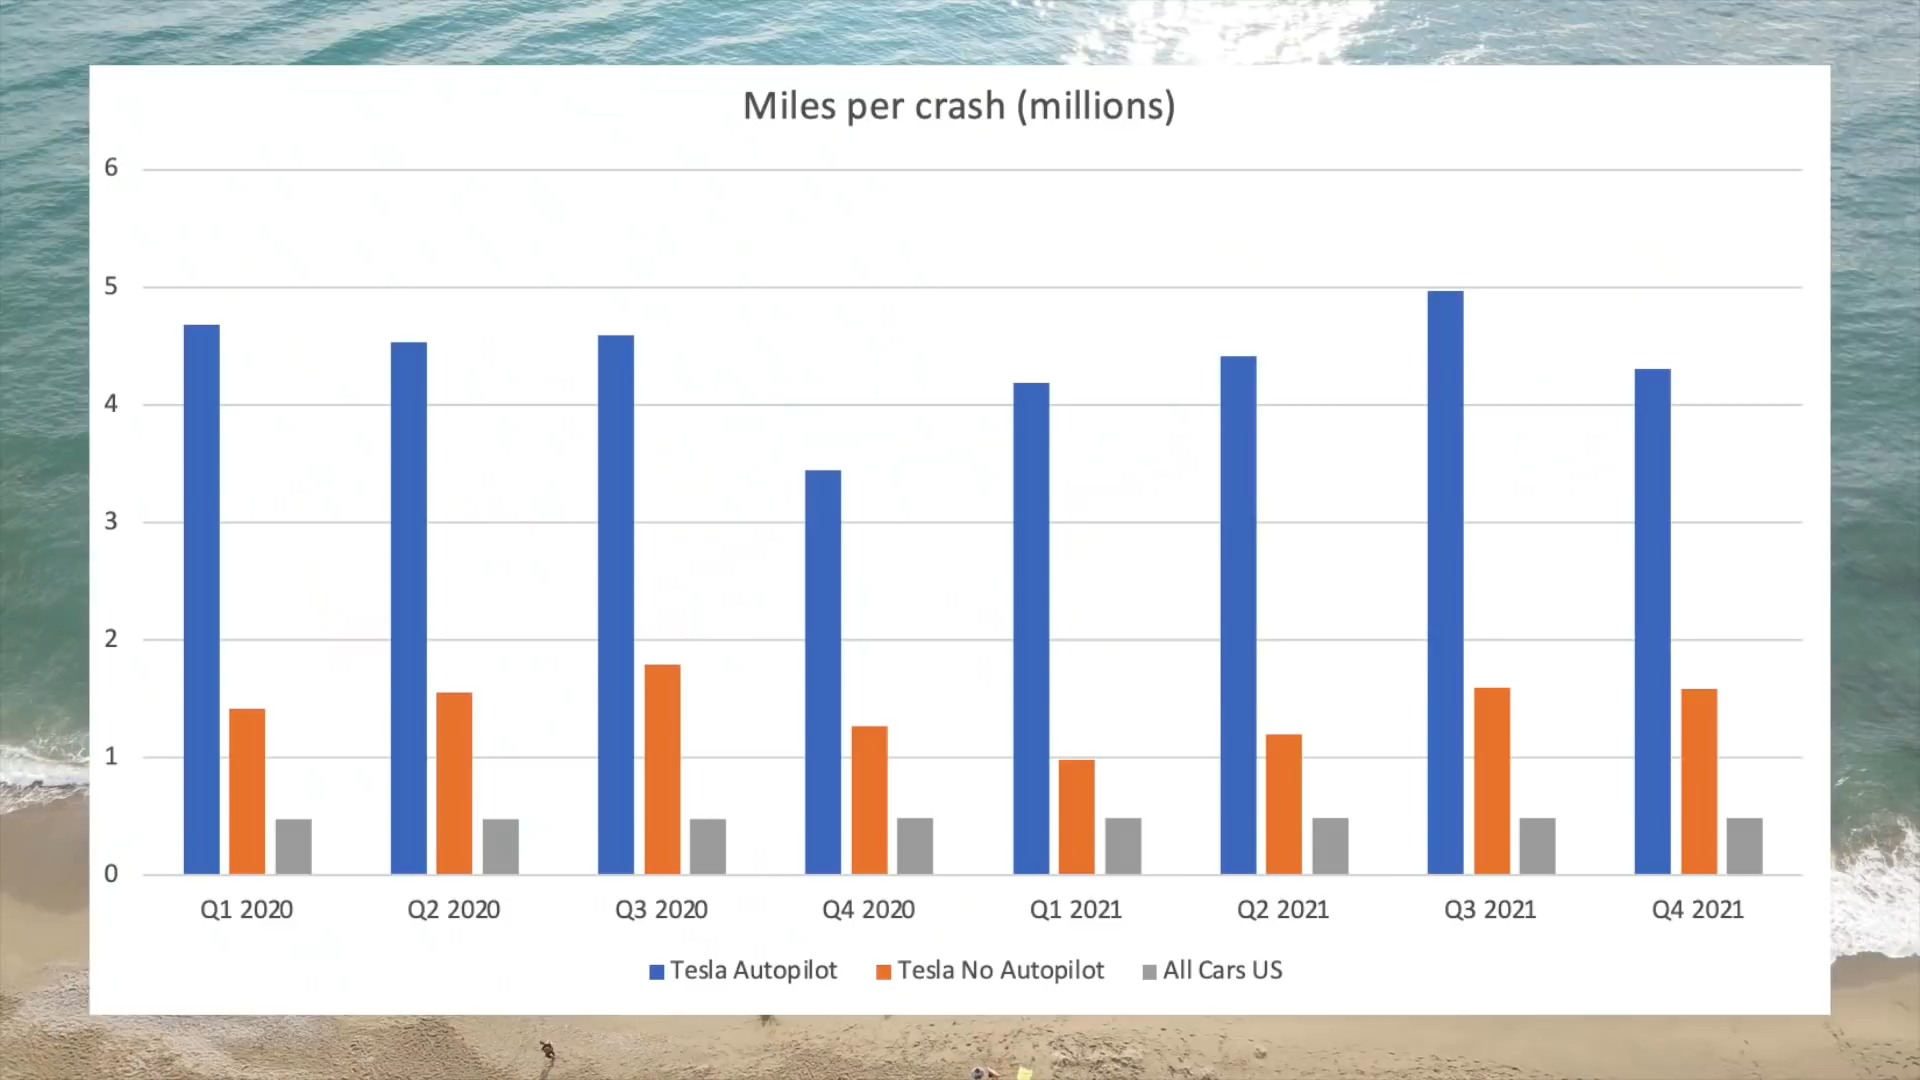 Miles per crash (millions)
6
5
4
3
2
1
0
Q1 2020 Q2 2020 Q3 2020 Q4 2020 Q1 2021 Q2 2021 Q3 2021 Q4 2021
Tesla Autopilot Tesla No Autopilot All Cars US